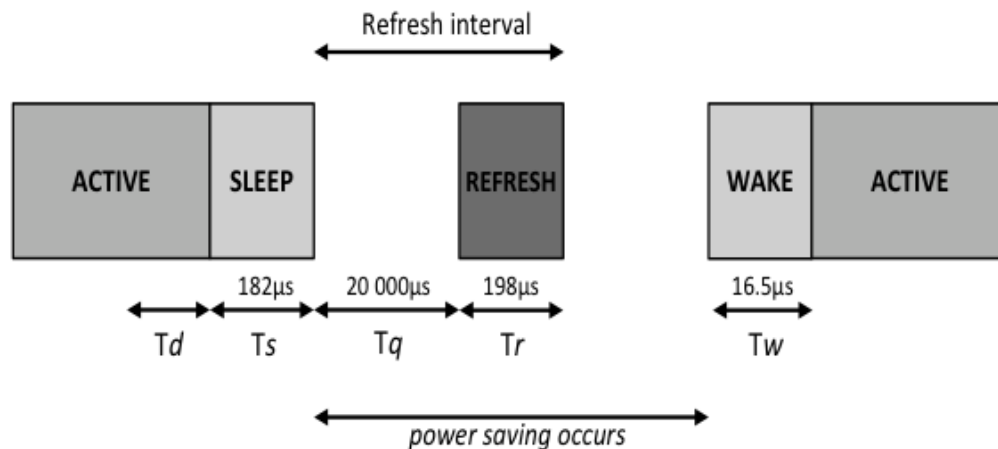 Refresh interval
ACTIVE
SLEEP
REFRESH
WAKE
ACTIVE
182μs
20 000μs
198μs
16.5μs
Td
Ts
Tq
Tr
Tw
power saving occurs